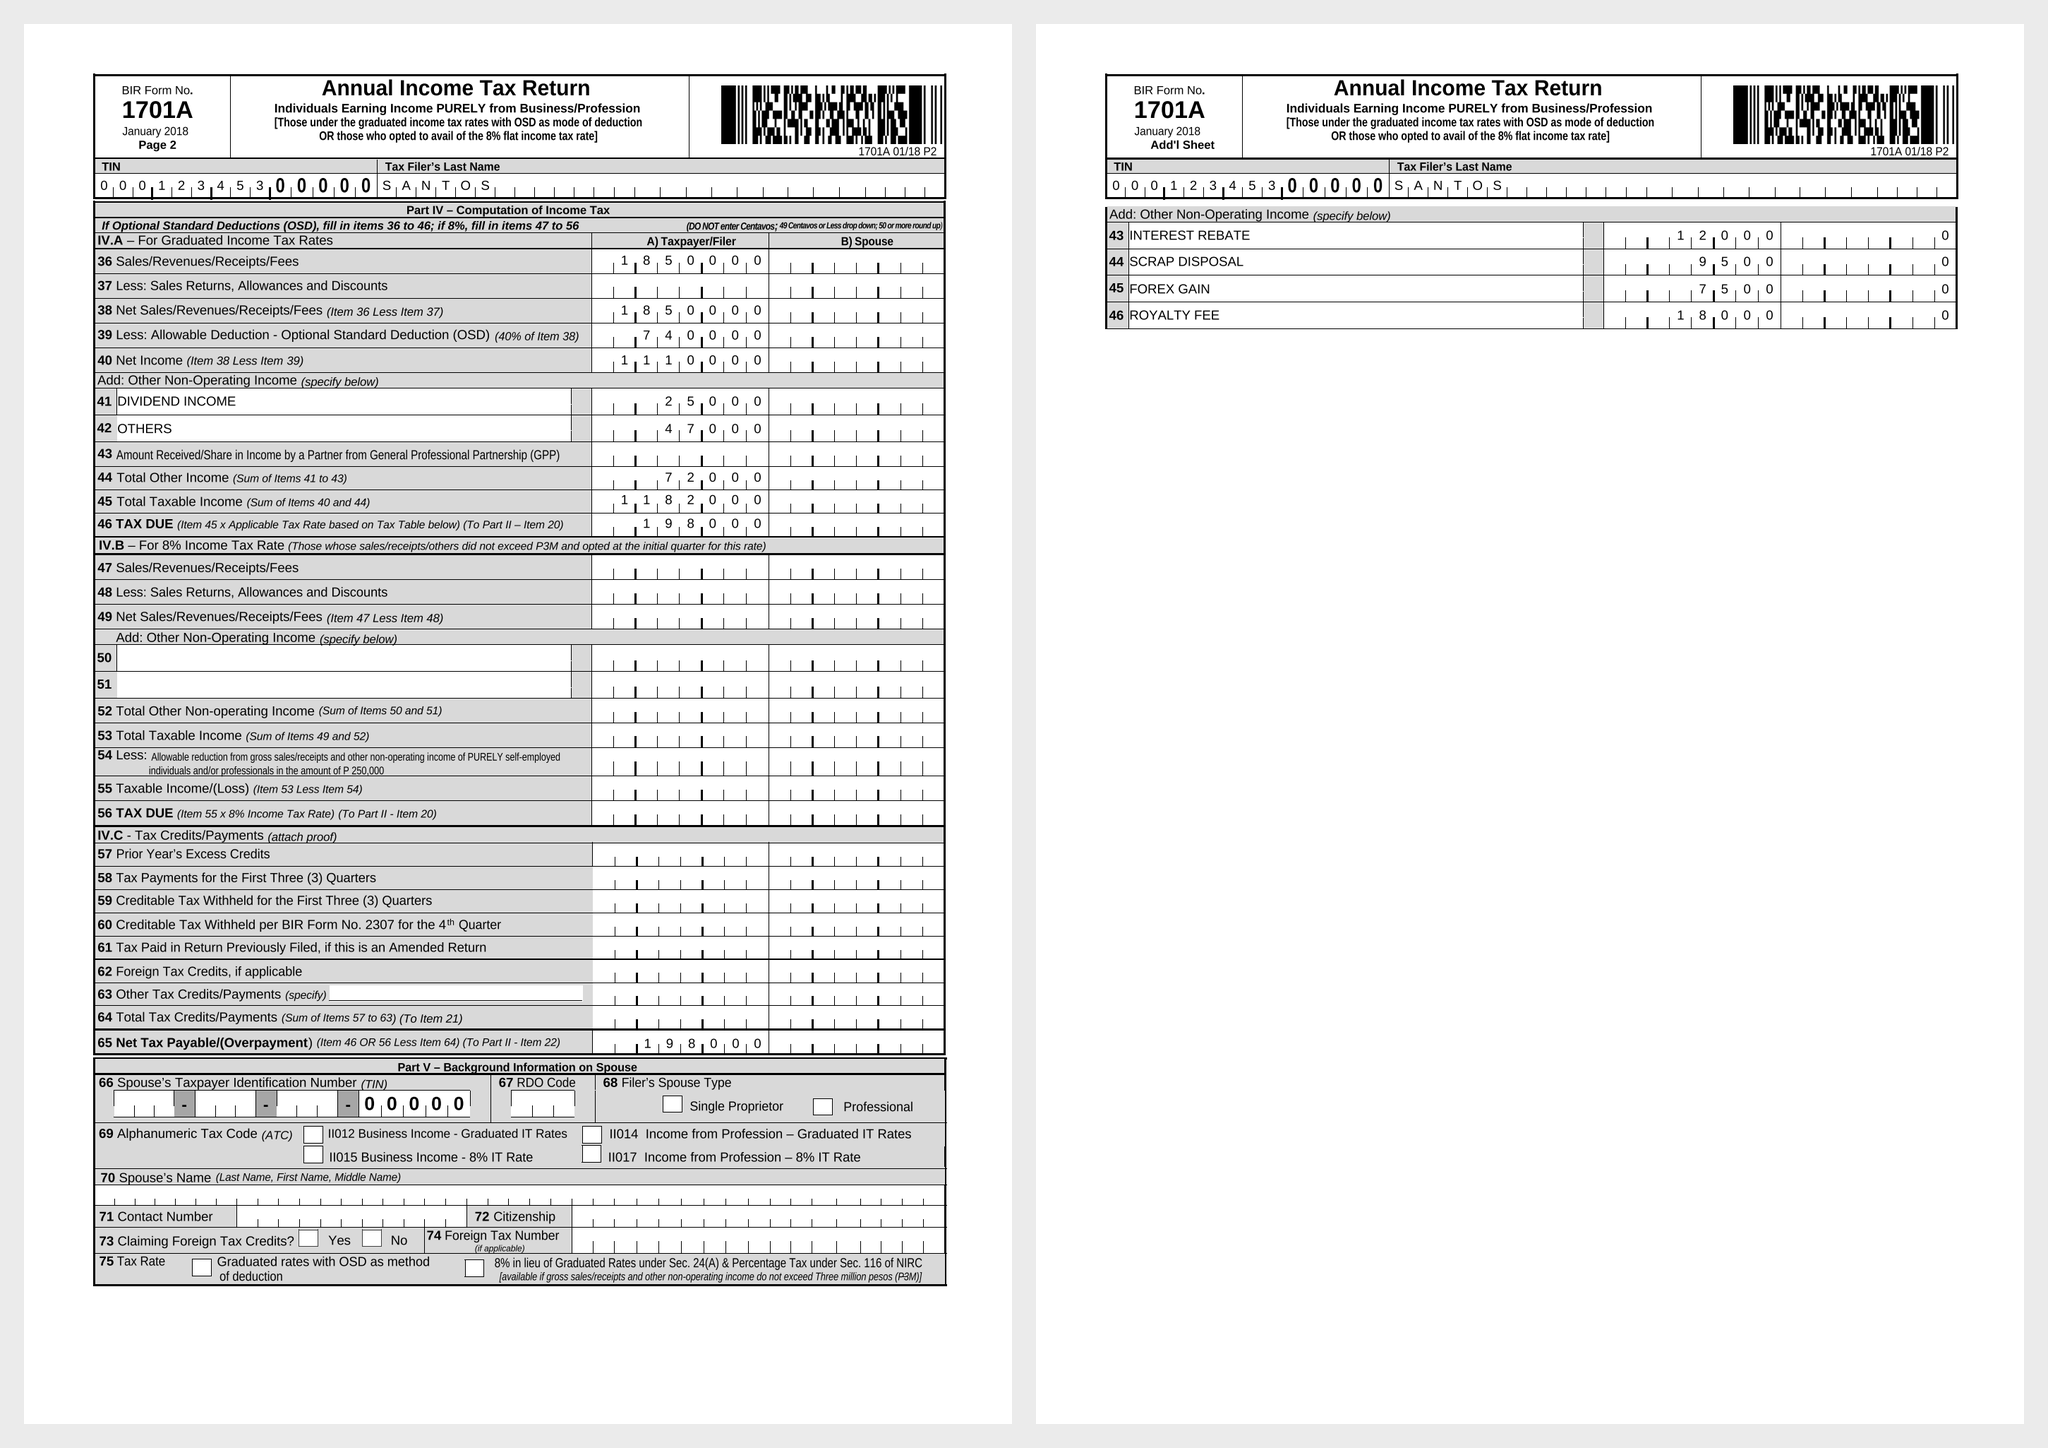 BIR Form No.
1701A
January 2018
Page 2
Annual Income Tax Return
Individuals Earning Income PURELY from Business/Profession
[Those under the graduated income tax rates with OSD as mode of deduction
OR those who opted to avail of the 8% flat income tax rate]
1701A 01/18 P2
TIN Tax Filer's Last Name
0 0 0 1 2 3 4 5 3 0 0 0 0 0 S A N T O S
Part IV – Computation of Income Tax
If Optional Standard Deductions (OSD), fill in items 36 to 46; if 8%, fill in items 47 to 56 (DO NOT enter Centavos; 49 Centavos or Less drop down; 50 or more round up)
IV.A – For Graduated Income Tax Rates A) Taxpayer/Filer B) Spouse
36 Sales/Revenues/Receipts/Fees 1 8 5 0 0 0 0
37 Less: Sales Returns, Allowances and Discounts
38 Net Sales/Revenues/Receipts/Fees (Item 36 Less Item 37) 1 8 5 0 0 0 0
39 Less: Allowable Deduction - Optional Standard Deduction (OSD) (40% of Item 38) 7 4 0 0 0 0
40 Net Income (Item 38 Less Item 39) 1 1 1 0 0 0 0
Add: Other Non-Operating Income (specify below)
41 DIVIDEND INCOME 2 5 0 0 0
42 OTHERS 4 7 0 0 0
43 Amount Received/Share in Income by a Partner from General Professional Partnership (GPP)
44 Total Other Income (Sum of Items 41 to 43) 7 2 0 0 0
45 Total Taxable Income (Sum of Items 40 and 44) 1 1 8 2 0 0 0
46 TAX DUE (Item 45 x Applicable Tax Rate based on Tax Table below) (To Part II – Item 20) 1 9 8 0 0 0
IV.B – For 8% Income Tax Rate (Those whose sales/receipts/others did not exceed P3M and opted at the initial quarter for this rate)
47 Sales/Revenues/Receipts/Fees
48 Less: Sales Returns, Allowances and Discounts
49 Net Sales/Revenues/Receipts/Fees (Item 47 Less Item 48)
Add: Other Non-Operating Income (specify below)
50
51
52 Total Other Non-operating Income (Sum of Items 50 and 51)
53 Total Taxable Income (Sum of Items 49 and 52)
54 Less: Allowable reduction from gross sales/receipts and other non-operating income of PURELY self-employed
individuals and/or professionals in the amount of P 250,000
55 Taxable Income/(Loss) (Item 53 Less Item 54)
56 TAX DUE (Item 55 x 8% Income Tax Rate) (To Part II - Item 20)
IV.C - Tax Credits/Payments (attach proof)
57 Prior Year's Excess Credits
58 Tax Payments for the First Three (3) Quarters
59 Creditable Tax Withheld for the First Three (3) Quarters
60 Creditable Tax Withheld per BIR Form No. 2307 for the 4th Quarter
61 Tax Paid in Return Previously Filed, if this is an Amended Return
62 Foreign Tax Credits, if applicable
63 Other Tax Credits/Payments (specify)
64 Total Tax Credits/Payments (Sum of Items 57 to 63) (To Item 21)
65 Net Tax Payable/(Overpayment) (Item 46 OR 56 Less Item 64) (To Part II - Item 22) 1 9 8 0 0 0
Part V – Background Information on Spouse
66 Spouse's Taxpayer Identification Number (TIN) 67 RDO Code 68 Filer's Spouse Type
- - - 0 0 0 0 0 Single Proprietor Professional
69 Alphanumeric Tax Code (ATC) II012 Business Income - Graduated IT Rates II014 Income from Profession – Graduated IT Rates
II015 Business Income - 8% IT Rate II017 Income from Profession – 8% IT Rate
70 Spouse's Name (Last Name, First Name, Middle Name)
71 Contact Number 72 Citizenship
73 Claiming Foreign Tax Credits? Yes No 74 Foreign Tax Number
(if applicable)
75 Tax Rate Graduated rates with OSD as method 8% in lieu of Graduated Rates under Sec. 24(A) & Percentage Tax under Sec. 116 of NIRC
of deduction [available if gross sales/receipts and other non-operating income do not exceed Three million pesos (P3M)]
BIR Form No.
1701A
January 2018
Add'l Sheet
Annual Income Tax Return
Individuals Earning Income PURELY from Business/Profession
[Those under the graduated income tax rates with OSD as mode of deduction
OR those who opted to avail of the 8% flat income tax rate]
1701A 01/18 P2
TIN Tax Filer's Last Name
0 0 0 1 2 3 4 5 3 0 0 0 0 0 S A N T O S
Add: Other Non-Operating Income (specify below)
43 INTEREST REBATE 1 2 0 0 0 0
44 SCRAP DISPOSAL 9 5 0 0 0
45 FOREX GAIN 7 5 0 0 0
46 ROYALTY FEE 1 8 0 0 0 0